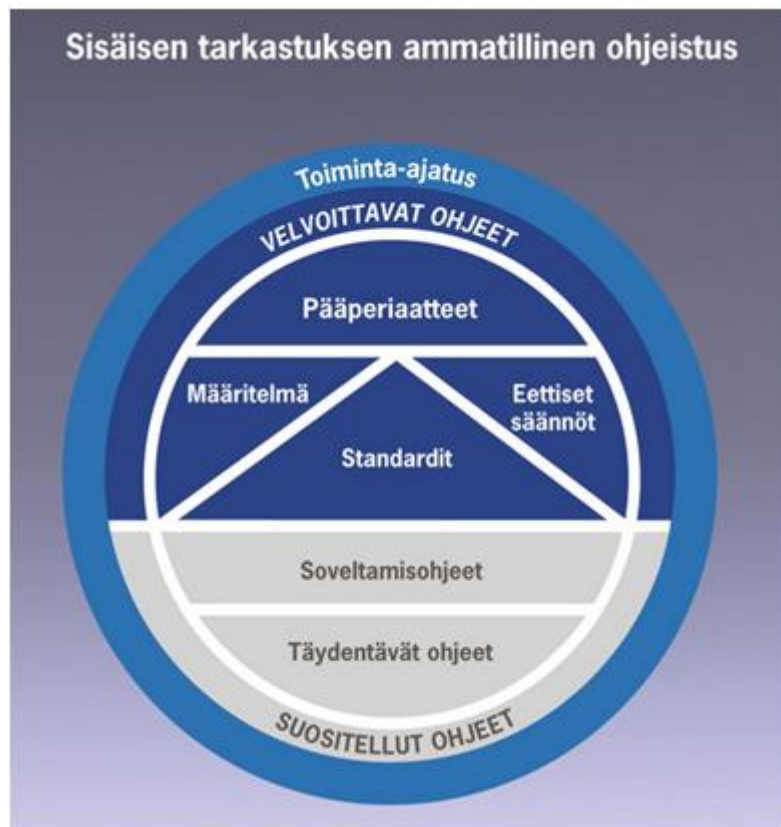 Sisäisen tarkastuksen ammatillinen ohjeistus
Toiminta-ajatus
VELVOITTAVAT OHJEET
Pääperiaatteet
Määritelmä
Eettiset
säännöt
Standardit
Soveltamisohjeet
Täydentävät ohjeet
SUOSITELLUT OHJEET